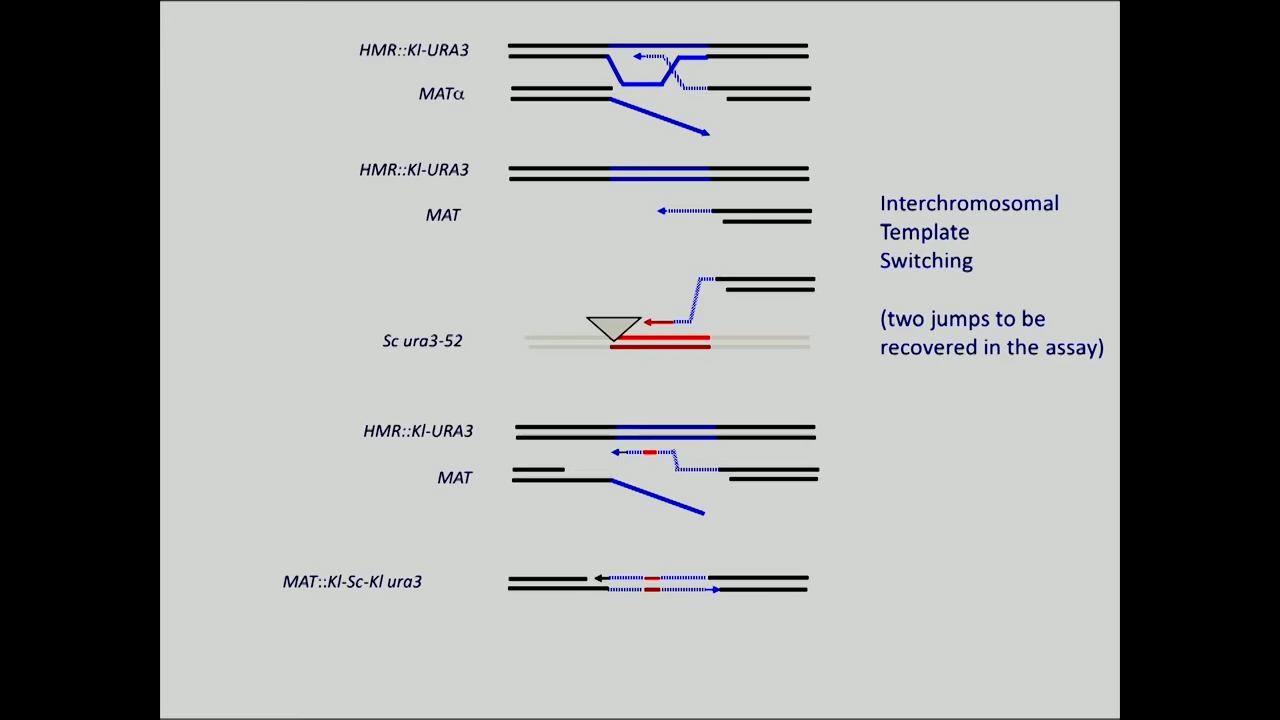 HMR::Kl-URA3
MATα
HMR::Kl-URA3
MAT
Interchromosomal
Template
Switching
(two jumps to be
recovered in the assay)
Sc ura3-52
HMR::Kl-URA3
MAT
MAT::Kl-Sc-Kl ura3